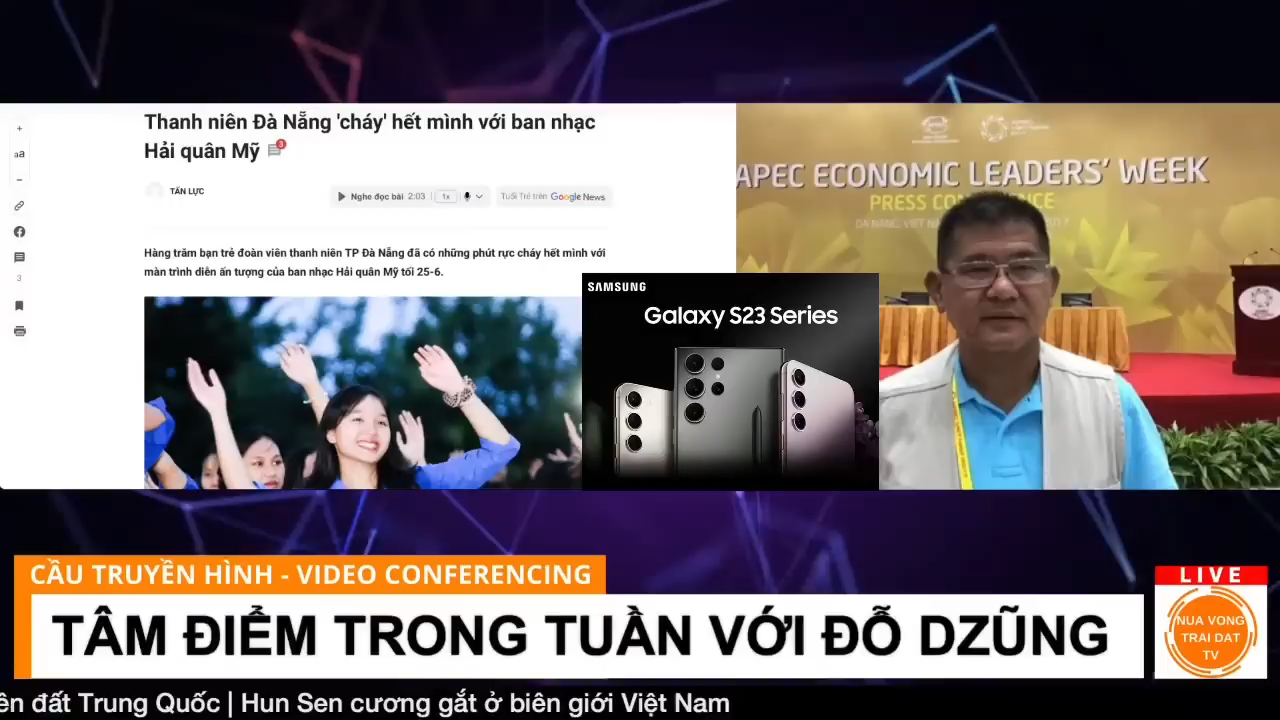 Thanh niên Đà Nẵng 'cháy' hết mình với ban nhạc
Hải quân Mỹ
3
+
aA
−
3
TẤN LỰC
Nghe đọc bài 2:03 1x
Tuổi Trẻ trên Google News
Hàng trăm bạn trẻ đoàn viên thanh niên TP Đà Nẵng đã có những phút rực cháy hết mình với
màn trình diễn ấn tượng của ban nhạc Hải quân Mỹ tối 25-6.
SAMSUNG
Galaxy S23 Series
APEC ECONOMIC LEADERS' WEEK
PRESS
CẦU TRUYỀN HÌNH - VIDEO CONFERENCING
TÂM ĐIỂM TRONG TUẦN VỚI ĐỖ DZŨNG
LIVE
NUA VONG
TRAI DAT
TV
ên đất Trung Quốc | Hun Sen cương gắt ở biên giới Việt Nam